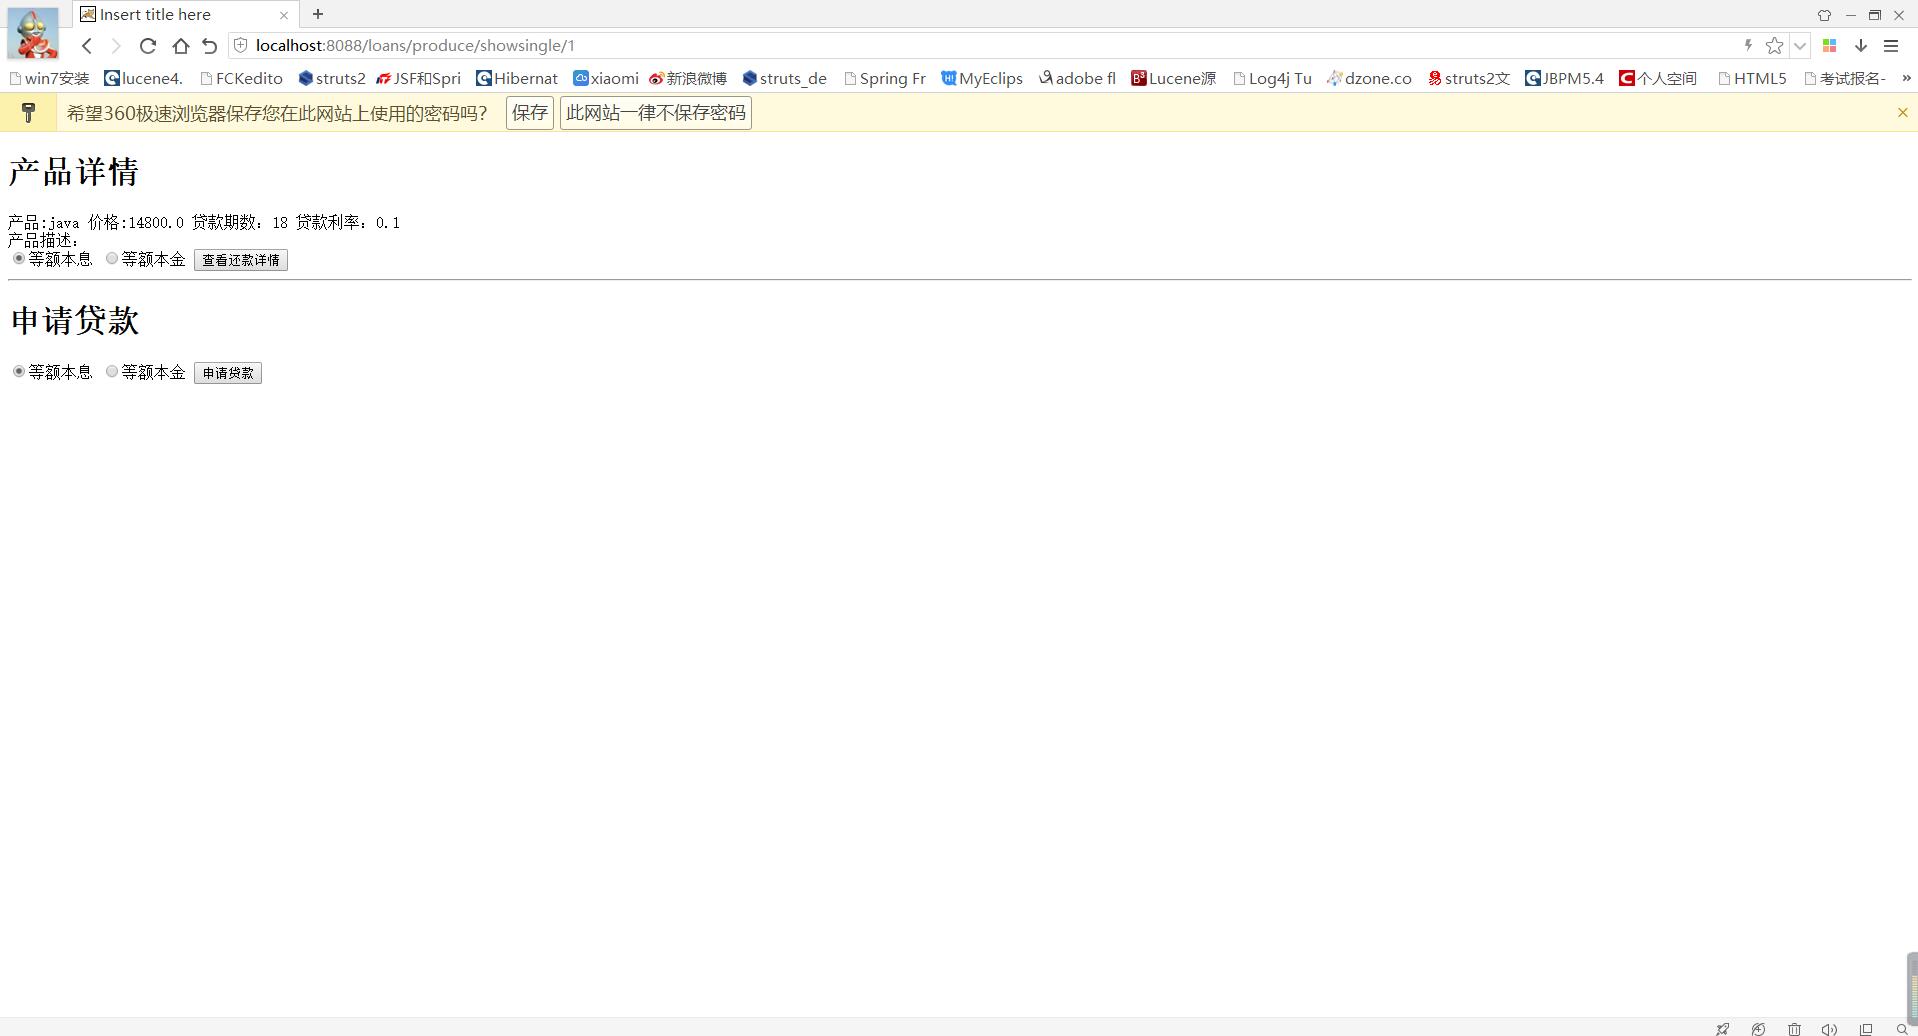 Insert title here
localhost:8088/loans/produce/showsingle/1
win7安装 lucene4. FCKedito struts2 JSF和Spri Hibernat xiaomi 新浪微博 struts_de Spring Fr MyEclips adobe fl Lucene源 Log4j Tu dzone.co struts2文 JBPM5.4 个人空间 HTML5 考试报名-
希望360极速浏览器保存您在此网站上使用的密码吗? 保存 此网站一律不保存密码
产品详情
产品:java 价格:14800.0 贷款期数：18 贷款利率：0.1
产品描述：
等额本息 等额本金 查看还款详情
申请贷款
等额本息 等额本金 申请贷款